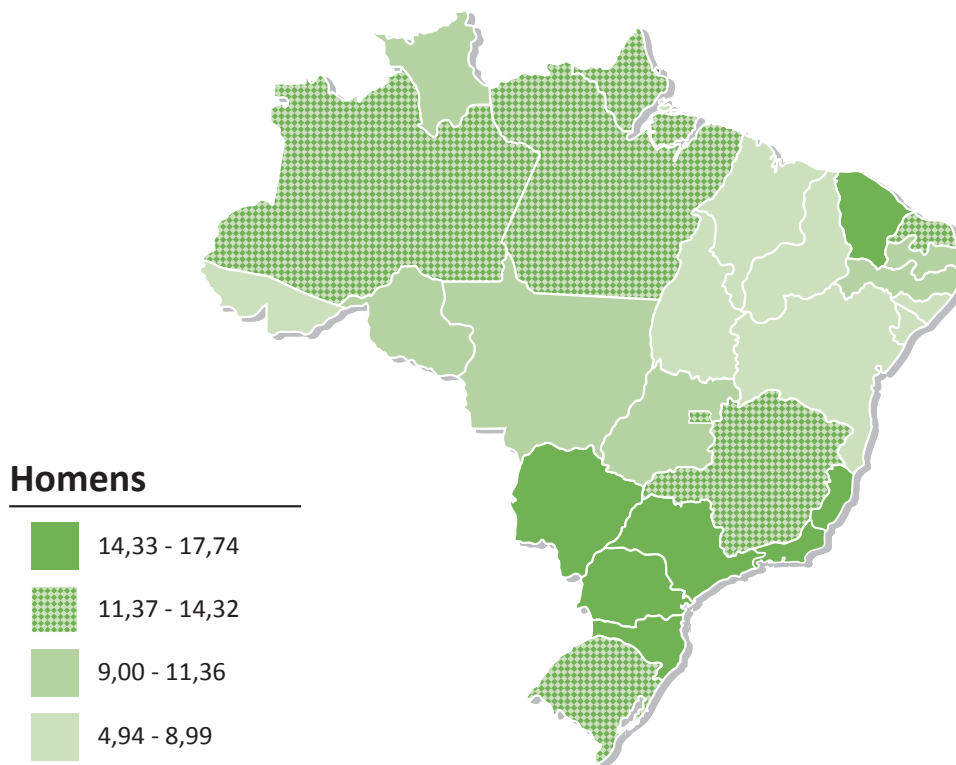 Homens
14,33 - 17,74
11,37 - 14,32
9,00 - 11,36
4,94 - 8,99